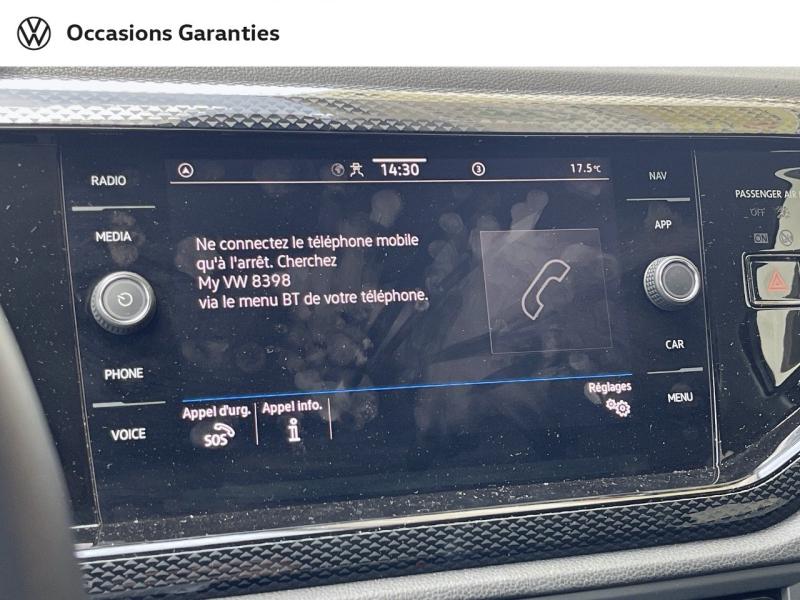 Occasions Garanties
RADIO
MEDIA
PHONE
VOICE
14:30
3
17.5°C
Ne connectez le téléphone mobile
qu'à l'arrêt. Cherchez
My VW 8398
via le menu BT de votre téléphone.
Appel d'urg.
SOS
Appel info.
i
Réglages
NAV
APP
CAR
MENU
PASSENGER AIR
OFF
ON